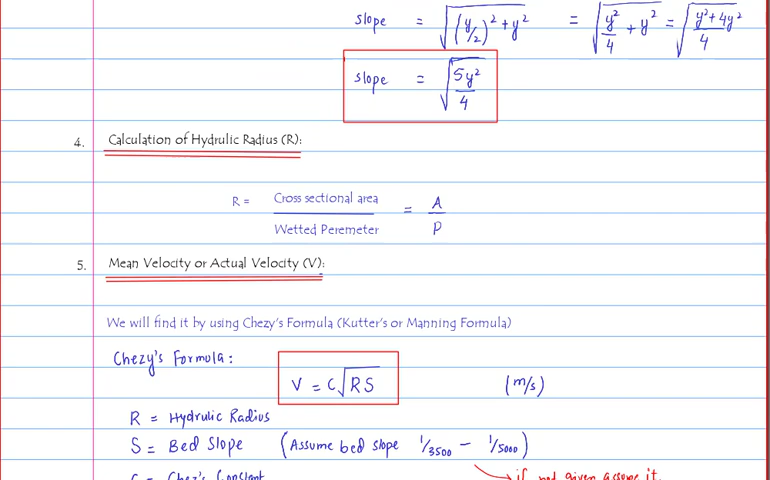 slope = √(y/2)² + y² = √y²/4 + y² = √y² + 4y²/4
slope = √5y²/4
4. Calculation of Hydrulic Radius (R):
R = Cross sectional area / Wetted Peremeter = A / P
5. Mean Velocity or Actual Velocity (V):
We will find it by using Chezy's Formula (Kutter's or Manning Formula)
Chezy's Formula:
V = C√RS (m/s)
R = Hydrulic Radius
S = Bed Slope (Assume bed slope 1/3500 – 1/5000)
if not given assume it.
C = Chez's Constant